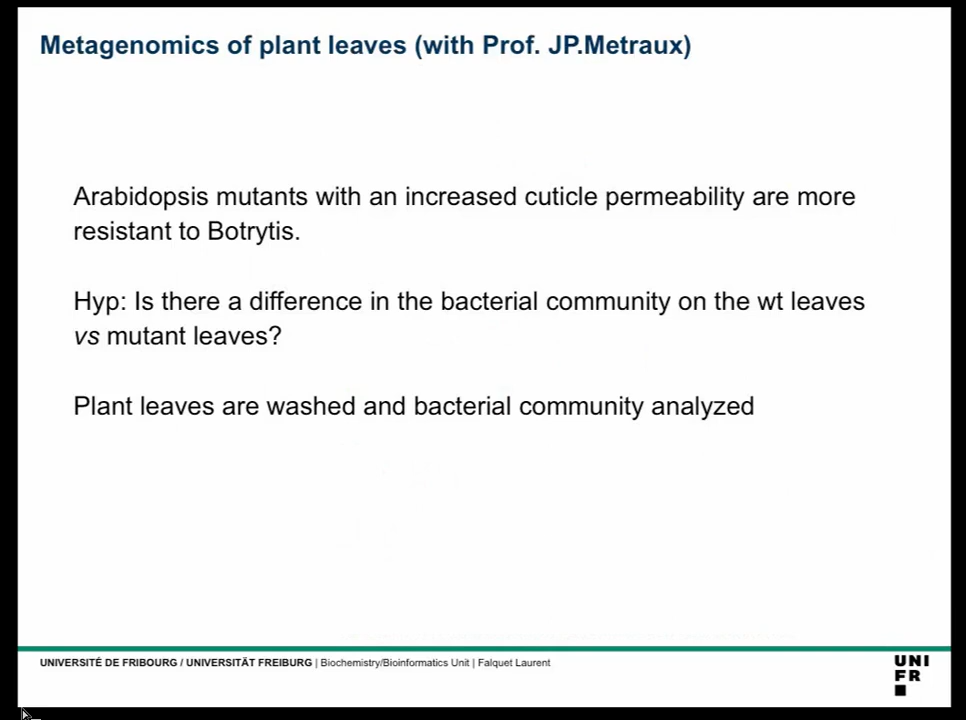 Metagenomics of plant leaves (with Prof. JP.Metraux)
Arabidopsis mutants with an increased cuticle permeability are more
resistant to Botrytis.
Hyp: Is there a difference in the bacterial community on the wt leaves
vs mutant leaves?
Plant leaves are washed and bacterial community analyzed
UNIVERSITÉ DE FRIBOURG / UNIVERSITÄT FREIBURG | Biochemistry/Bioinformatics Unit | Falquet Laurent
UNI
FR